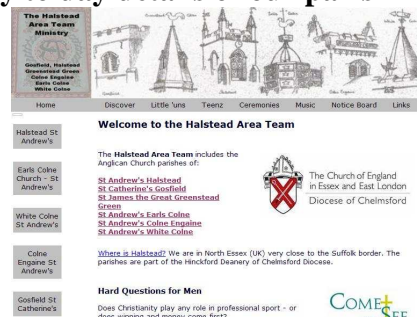 The Halstead
Area Team
Ministry
Gosfield, Halstead
Greenstead Green
Colne Engaine
Earls Colne
White Colne
Home
Discover
Little 'uns
Teenz
Ceremonies
Music
Notice Board
Links
Halstead St
Andrew's
Earls Colne
Church - St
Andrew's
White Colne
St Andrew's
Colne
Engaine St
Andrew's
Gosfield St
Catherine's
Welcome to the Halstead Area Team
The Halstead Area Team includes the
Anglican Church parishes of:
St Andrew's Halstead
St Catherine's Gosfield
St James the Great Greenstead
Green
St Andrew's Earls Colne
St Andrew's Colne Engaine
St Andrew's White Colne
The Church of England
in Essex and East London
Diocese of Chelmsford
Where is Halstead? We are in North Essex (UK) very close to the Suffolk border. The
parishes are part of the Hinckford Deanery of Chelmsford Diocese.
Hard Questions for Men
Does Christianity play any role in professional sport - or
does winning and money come first?
COME
SEE